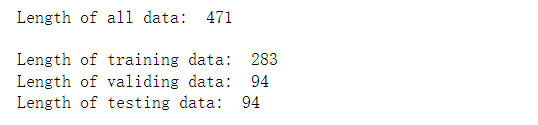 Length of all data:  471
Length of training data:  283
Length of validing data:  94
Length of testing data:  94